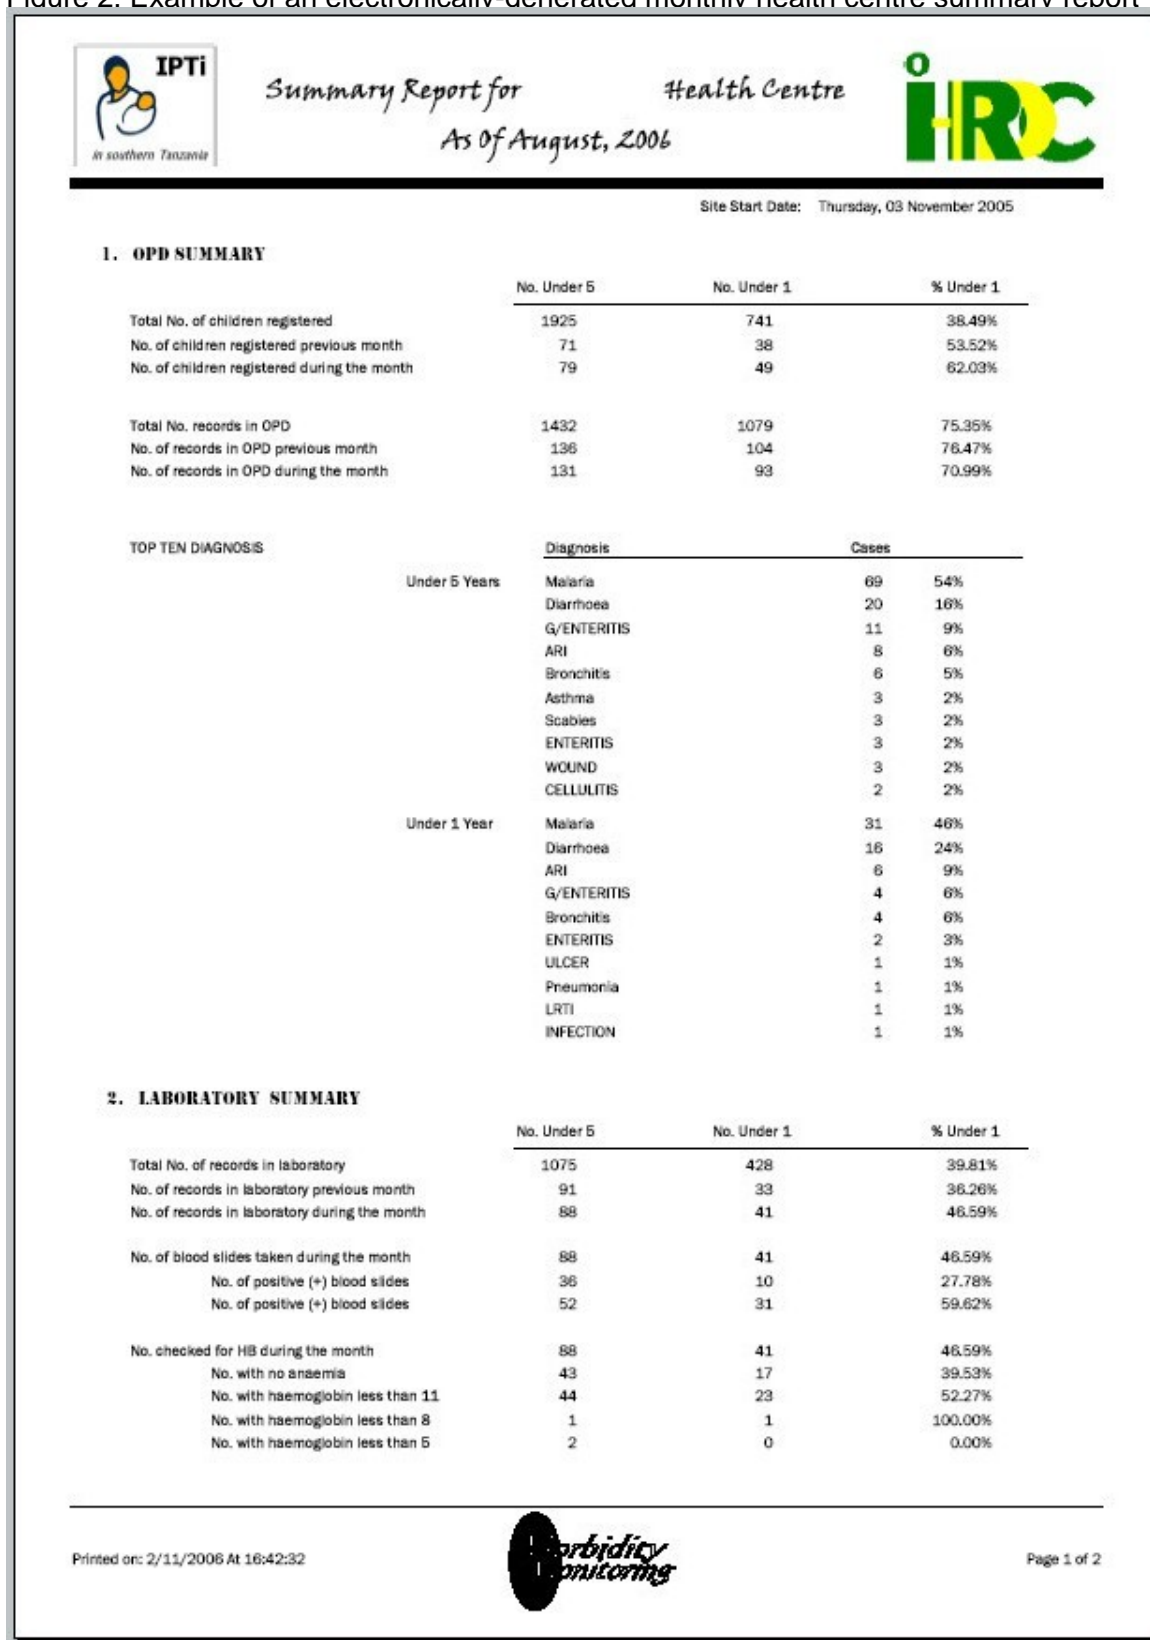 Figure 2. Example of an electronically-generated monthly health centre summary report
IPTi
in southern Tanzania
Summary Report for Health Centre
As Of August, 2006
iHRDC
Site Start Date: Thursday, 03 November 2005
1. OPD SUMMARY
No. Under 5 No. Under 1 % Under 1
Total No. of children registered 1925 741 38.49%
No. of children registered previous month 71 38 53.52%
No. of children registered during the month 79 49 62.03%
Total No. records in OPD 1432 1079 75.35%
No. of records in OPD previous month 136 104 76.47%
No. of records in OPD during the month 131 93 70.99%
TOP TEN DIAGNOSIS Diagnosis Cases
Under 5 Years Malaria 69 54%
Diarrhoea 20 16%
G/ENTERITIS 11 9%
ARI 8 6%
Bronchitis 6 5%
Asthma 3 2%
Scabies 3 2%
ENTERITIS 3 2%
WOUND 3 2%
CELLULITIS 2 2%
Under 1 Year Malaria 31 46%
Diarrhoea 16 24%
ARI 6 9%
G/ENTERITIS 4 6%
Bronchitis 4 6%
ENTERITIS 2 3%
ULCER 1 1%
Pneumonia 1 1%
LRTI 1 1%
INFECTION 1 1%
2. LABORATORY SUMMARY
No. Under 5 No. Under 1 % Under 1
Total No. of records in laboratory 1075 428 39.81%
No. of records in laboratory previous month 91 33 36.26%
No. of records in laboratory during the month 88 41 46.59%
No. of blood slides taken during the month 88 41 46.59%
No. of positive (+) blood slides 36 10 27.78%
No. of positive (+) blood slides 52 31 59.62%
No. checked for HB during the month 88 41 46.59%
No. with no anaemia 43 17 39.53%
No. with haemoglobin less than 11 44 23 52.27%
No. with haemoglobin less than 8 1 1 100.00%
No. with haemoglobin less than 5 2 0 0.00%
Morbidity
Monitoring
Printed on: 2/11/2006 At 16:42:32 Page 1 of 2